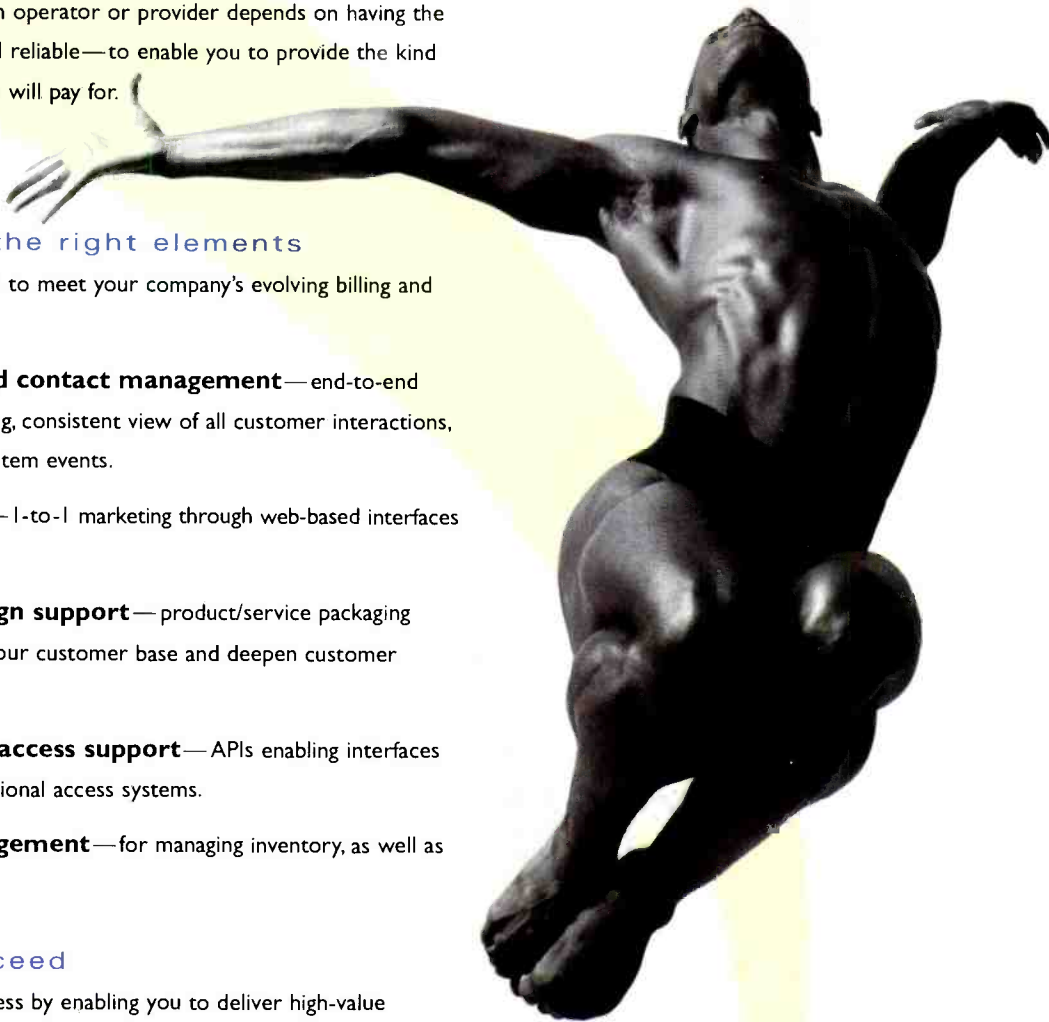 operator or provider depends on having the
reliable—to enable you to provide the kind
will pay for.
the right elements
to meet your company's evolving billing and
contact management—end-to-end
consistent view of all customer interactions,
tem events.
1-to-1 marketing through web-based interfaces
gn support—product/service packaging
our customer base and deepen customer
access support—APIs enabling interfaces
ional access systems.
gement—for managing inventory, as well as
ceed
ess by enabling you to deliver high-value